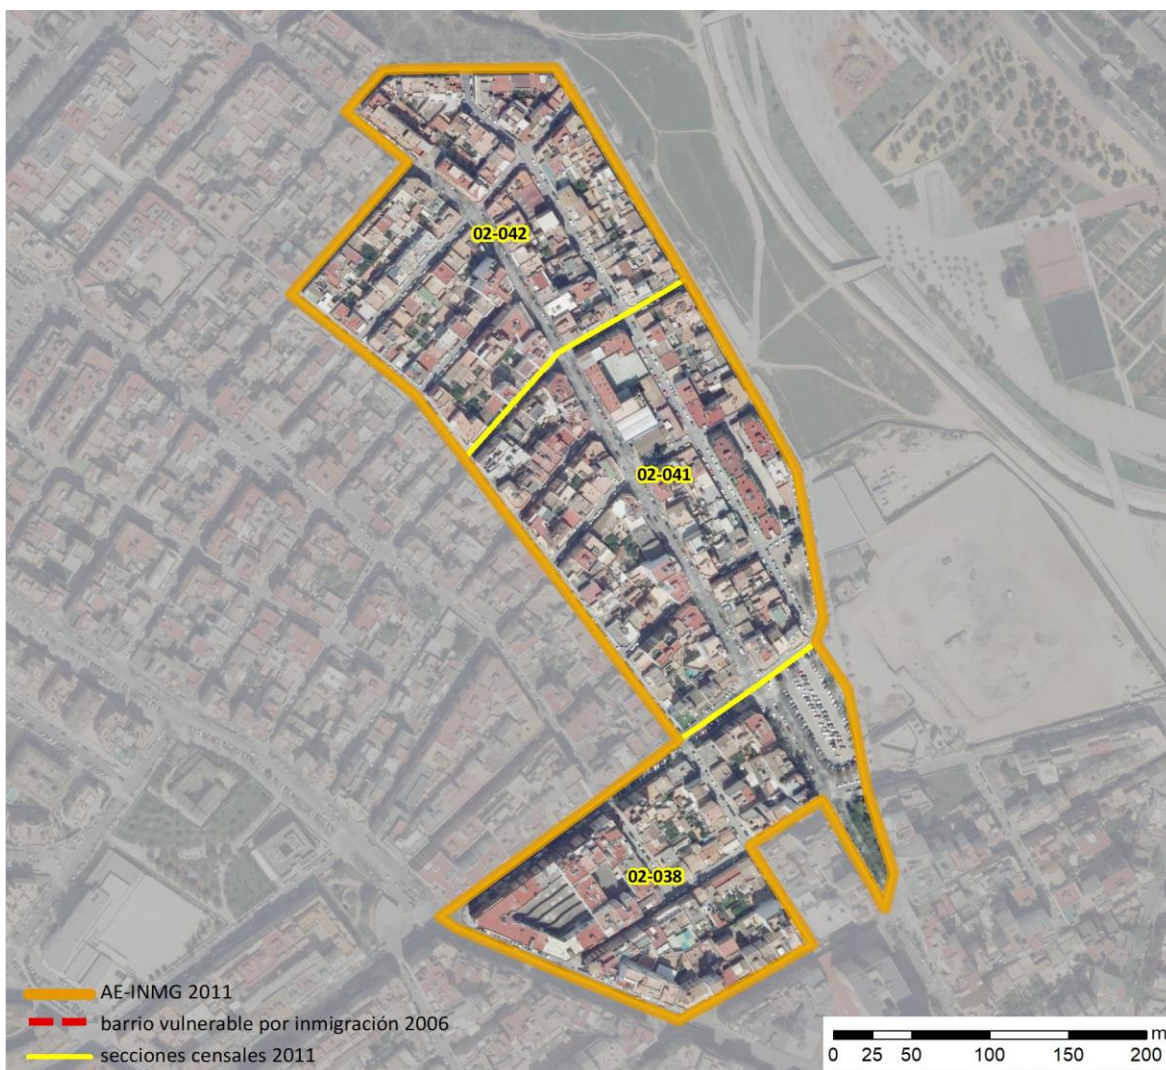 02-042
02-041
02-038
AE-INMG 2011
barrio vulnerable por inmigración 2006
secciones censales 2011
m
0 25 50 100 150 200